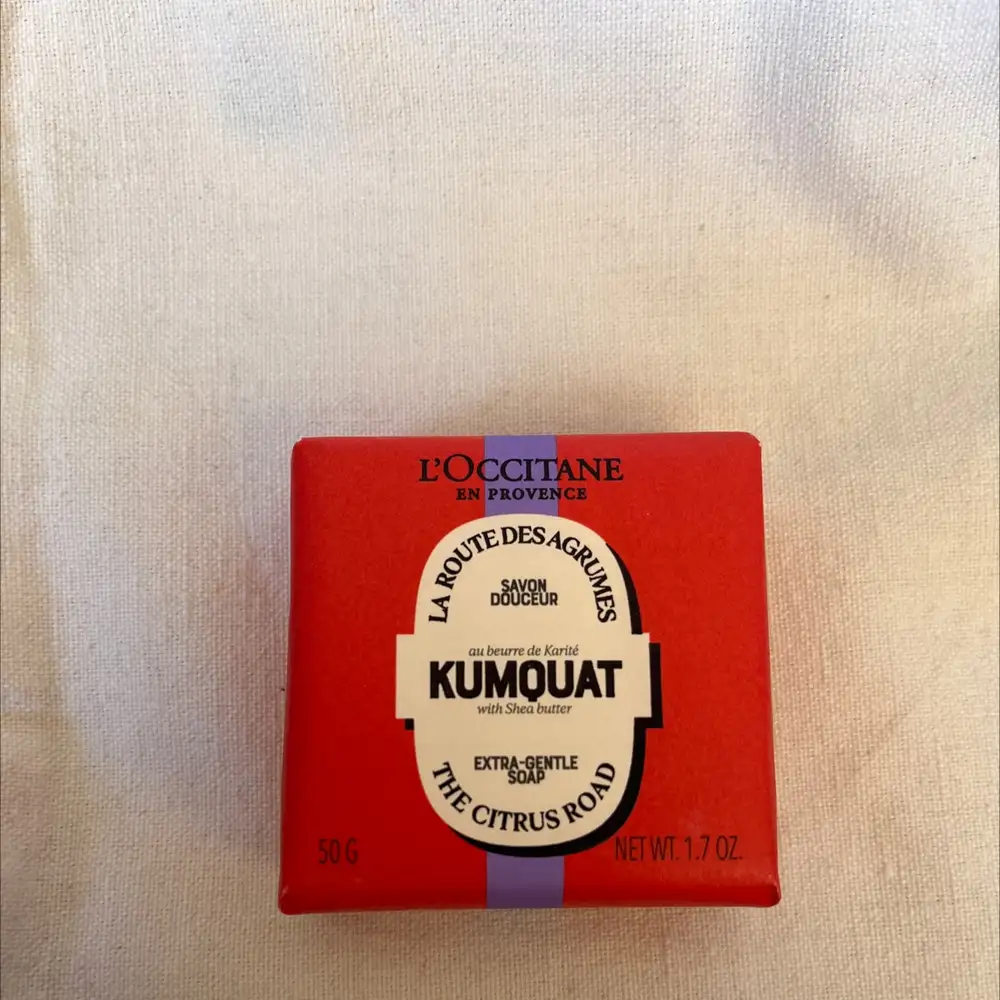 L'OCCITANE
EN PROVENCE
LA ROUTE DES AGRUMES
SAVON
DOUCEUR
au beurre de Karité
KUMQUAT
with Shea butter
EXTRA-GENTLE
SOAP
THE CITRUS ROAD
50 G
NET WT. 1.7 OZ.